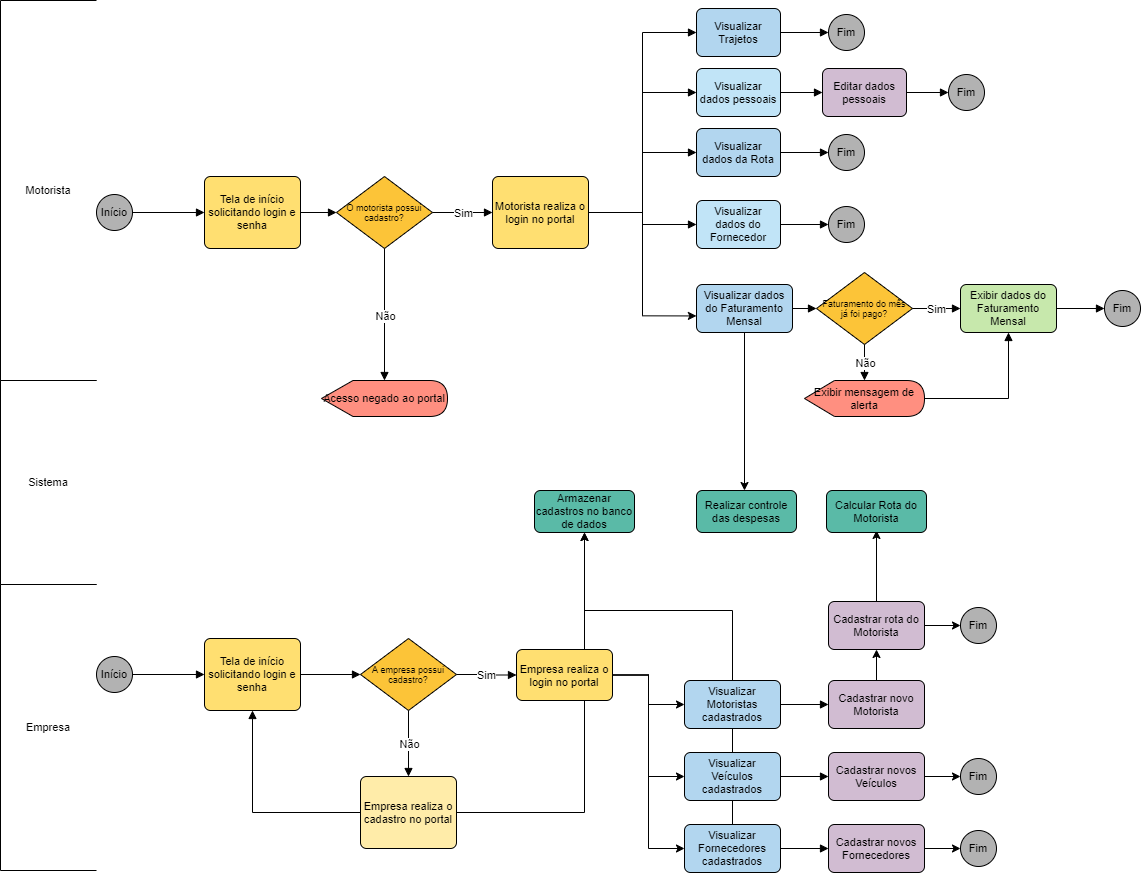 Motorista
Início
Tela de início
solicitando login e
senha
O motorista possui
cadastro?
Sim
Motorista realiza o
login no portal
Não
Acesso negado ao portal
Visualizar
Trajetos
Fim
Visualizar
dados pessoais
Editar dados
pessoais
Fim
Visualizar
dados da Rota
Fim
Visualizar
dados do
Fornecedor
Fim
Visualizar dados
do Faturamento
Mensal
Faturamento do mês
já foi pago?
Sim
Exibir dados do
Faturamento
Mensal
Fim
Não
Exibir mensagem de
alerta
Sistema
Armazenar
cadastros no banco
de dados
Realizar controle
das despesas
Calcular Rota do
Motorista
Empresa
Início
Tela de início
solicitando login e
senha
A empresa possui
cadastro?
Sim
Empresa realiza o
login no portal
Não
Empresa realiza o
cadastro no portal
Cadastrar rota do
Motorista
Fim
Visualizar
Motoristas
cadastrados
Cadastrar novo
Motorista
Visualizar
Veículos
cadastrados
Cadastrar novos
Veículos
Fim
Visualizar
Fornecedores
cadastrados
Cadastrar novos
Fornecedores
Fim